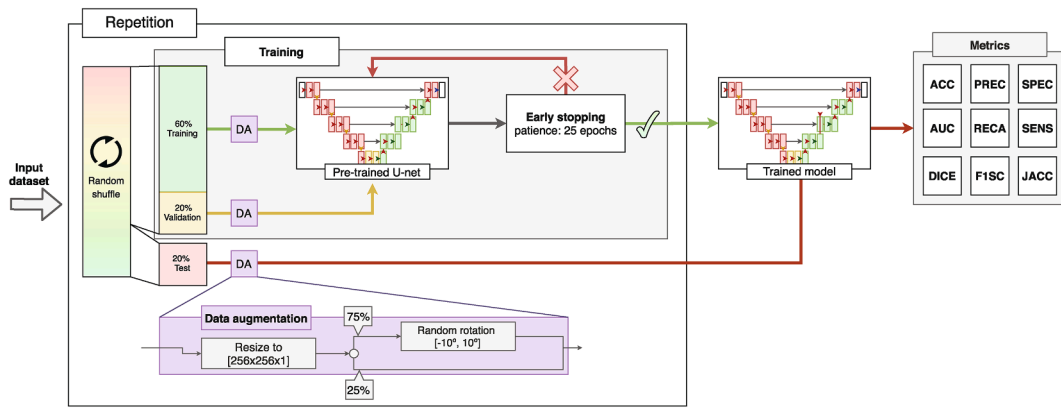 Repetition
Training
Metrics
Input
dataset
Random
shuffle
60%
Training
DA
Pre-trained U-net
Early stopping
patience: 25 epochs
Trained model
ACC PREC SPEC
AUC RECA SENS
DICE F1SC JACC
20%
Validation
DA
20%
Test
DA
Data augmentation
75%
Resize to
[256x256x1]
Random rotation
[-10º, 10º]
25%